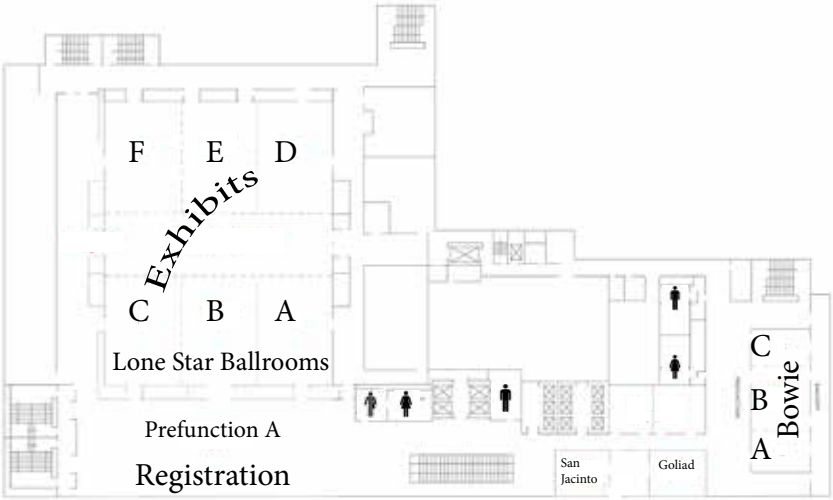 F E D
Exhibits
C B A
Lone Star Ballrooms
Prefunction A
Registration
San
Jacinto
Goliad
C
B
A
Bowie